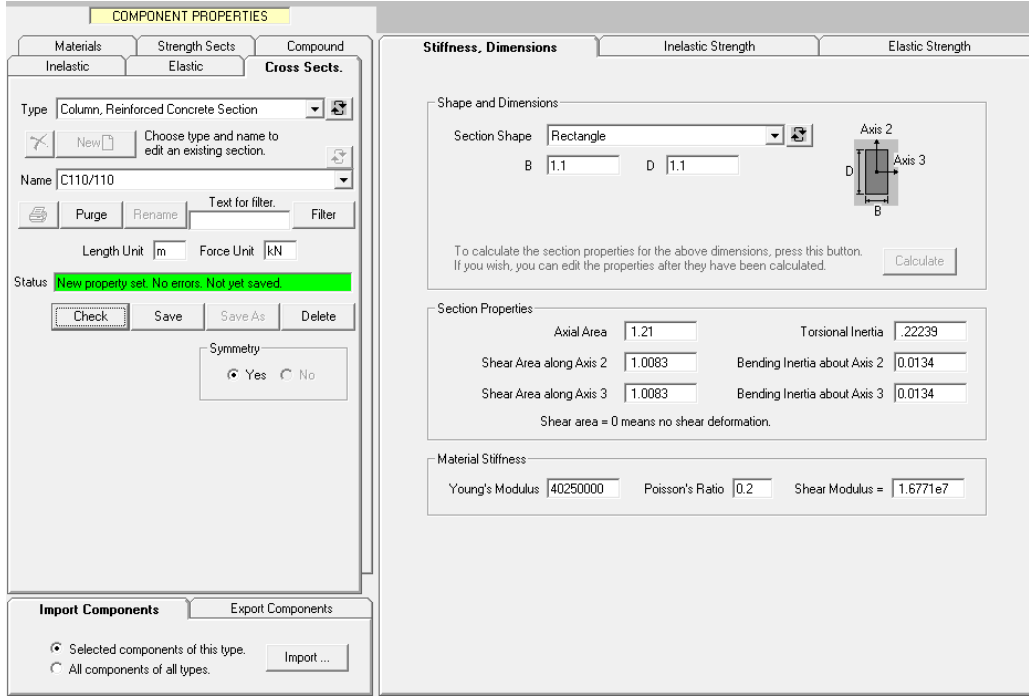 COMPONENT PROPERTIES
Materials Strength Sects Compound
Inelastic Elastic Cross Sects.
Type Column, Reinforced Concrete Section
New Choose type and name to
edit an existing section.
Name C110/110
Text for filter.
Purge Rename Filter
Length Unit m Force Unit kN
Status New property set. No errors. Not yet saved.
Check Save Save As Delete
Symmetry
Yes No
Import Components Export Components
Selected components of this type.
All components of all types.
Import ...
Stiffness, Dimensions Inelastic Strength Elastic Strength
Shape and Dimensions
Section Shape Rectangle
B 1.1 D 1.1
Axis 2
Axis 3
D
B
To calculate the section properties for the above dimensions, press this button.
If you wish, you can edit the properties after they have been calculated.
Calculate
Section Properties
Axial Area 1.21 Torsional Inertia .22239
Shear Area along Axis 2 1.0083 Bending Inertia about Axis 2 0.0134
Shear Area along Axis 3 1.0083 Bending Inertia about Axis 3 0.0134
Shear area = 0 means no shear deformation.
Material Stiffness
Young's Modulus 40250000 Poisson's Ratio 0.2 Shear Modulus = 1.6771e7